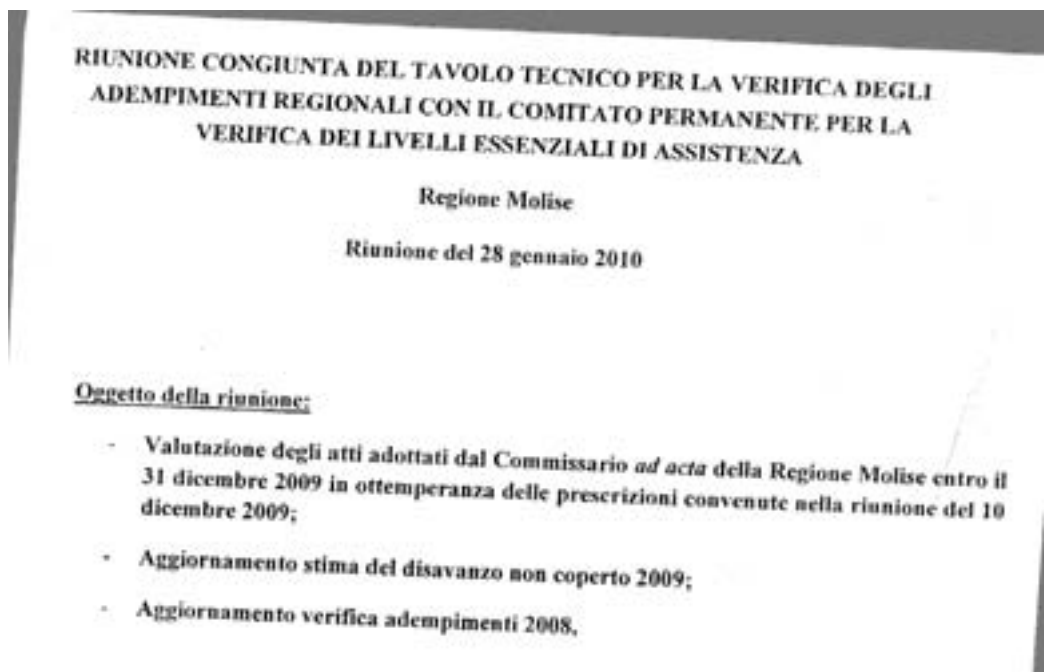 RIUNIONE CONGIUNTA DEL TAVOLO TECNICO PER LA VERIFICA DEGLI
ADEMPIMENTI REGIONALI CON IL COMITATO PERMANENTE PER LA
VERIFICA DEI LIVELLI ESSENZIALI DI ASSISTENZA
Regione Molise
Riunione del 28 gennaio 2010
Oggetto della riunione:
- Valutazione degli atti adottati dal Commissario ad acta della Regione Molise entro il
31 dicembre 2009 in ottemperanza delle prescrizioni convenute nella riunione del 10
dicembre 2009;
- Aggiornamento stima del disavanzo non coperto 2009;
- Aggiornamento verifica adempimenti 2008.